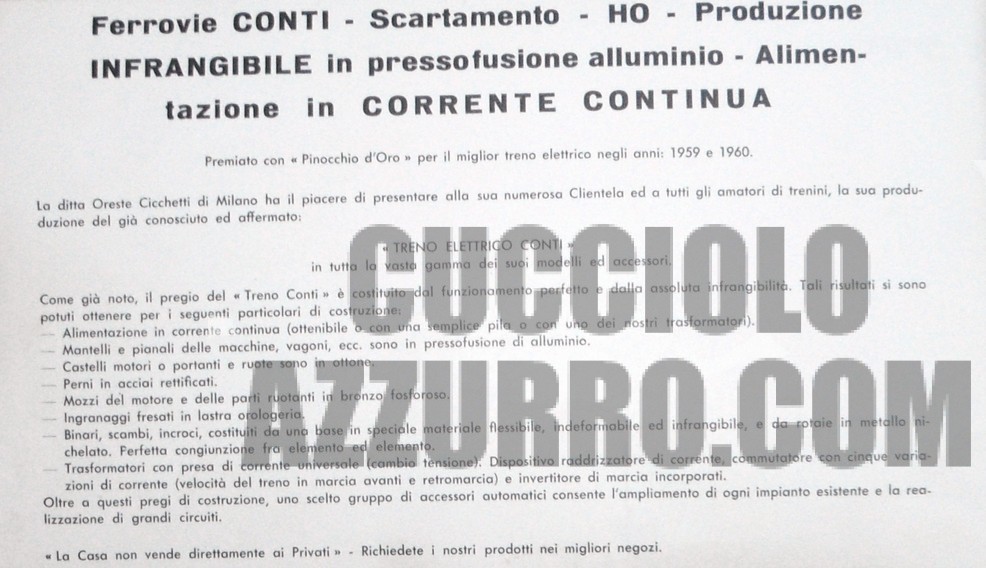 Ferrovie CONTI - Scartamento - HO - Produzione
INFRANGIBILE in pressofusione alluminio - Alimen-
tazione in CORRENTE CONTINUA
Premiato con « Pinocchio d'Oro » per il miglior treno elettrico negli anni: 1959 e 1960.
La ditta Oreste Cicchetti di Milano ha il piacere di presentare alla sua numerosa Clientela ed a tutti gli amatori di trenini, la sua produ-
duzione del già conosciuto ed affermato:
« TRENO ELETTRICO CONTI »
in tutta la vasta gamma dei suoi modelli ed accessori.
Come già noto, il pregio del « Treno Conti » è costituito dal funzionamento perfetto e dalla assoluta infrangibilità. Tali risultati si sono
potuti ottenere per i seguenti particolari di costruzione:
— Alimentazione in corrente continua (ottenibile o con una semplice pila o con uno dei nostri trasformatori).
— Mantelli e pianali delle macchine, vagoni, ecc. sono in pressofusione di alluminio.
— Castelli motori o portanti e ruote sono in ottone.
— Perni in acciai rettificati.
— Mozzi del motore e delle parti ruotanti in bronzo fosforoso.
— Ingranaggi fresati in lastra orologeria.
— Binari, scambi, incroci, costituiti da una base in speciale materiale flessibile, indeformabile ed infrangibile, e da rotaie in metallo ni-
chelato. Perfetta congiunzione fra elemento ed elemento.
— Trasformatori con presa di corrente universale (cambio tensione). Dispositivo raddrizzatore di corrente, commutatore con cinque varia-
zioni di corrente (velocità del treno in marcia avanti e retromarcia) e invertitore di marcia incorporati.
Oltre a questi pregi di costruzione, uno scelto gruppo di accessori automatici consente l'ampliamento di ogni impianto esistente e la rea-
lizzazione di grandi circuiti.
« La Casa non vende direttamente ai Privati » - Richiedete i nostri prodotti nei migliori negozi.
CUCCIOLO
AZZURRO.COM